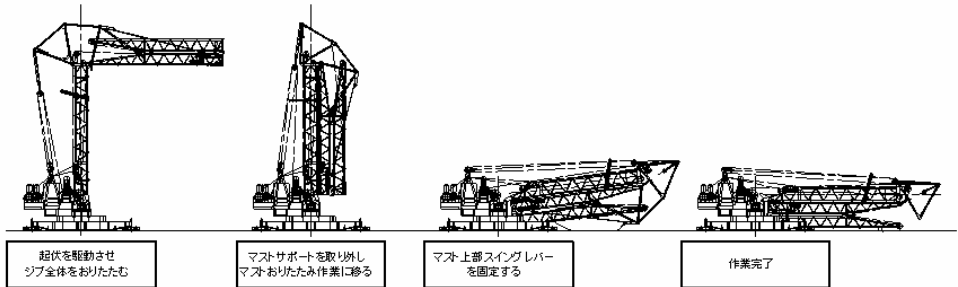 起伏を駆動させ
ジブ全体をおりたたむ
マストサポートを取り外し
マストおりたたみ作業に移る
マスト上部スイングレバー
を固定する
作業完了